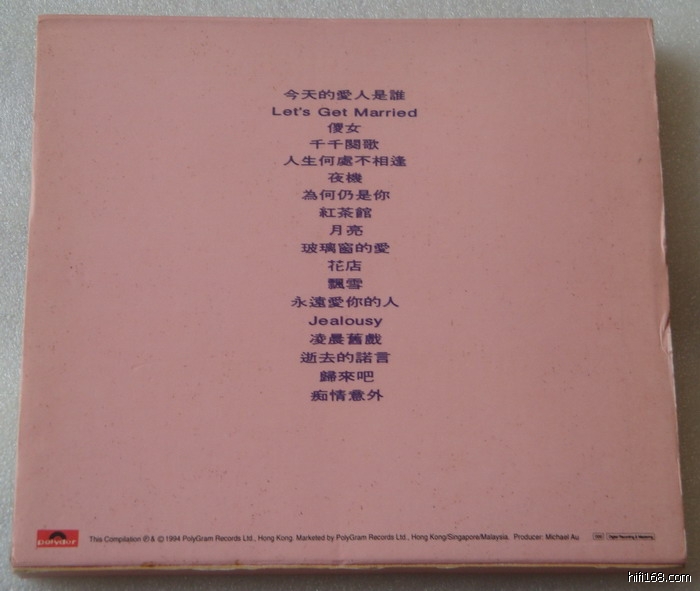 今天的愛人是誰
Let's Get Married
傻女
千千闋歌
人生何處不相逢
夜機
為何仍是你
紅茶館
月亮
玻璃窗的愛
花店
飄雪
永遠愛你的人
Jealousy
凌晨舊戲
逝去的諾言
歸來吧
痴情意外
polydor
This Compilation ℗ & © 1994 PolyGram Records Ltd., Hong Kong. Marketed by PolyGram Records Ltd., Hong Kong/Singapore/Malaysia. Producer: Michael Au
Digital Recording & Mastering
hifi168.com